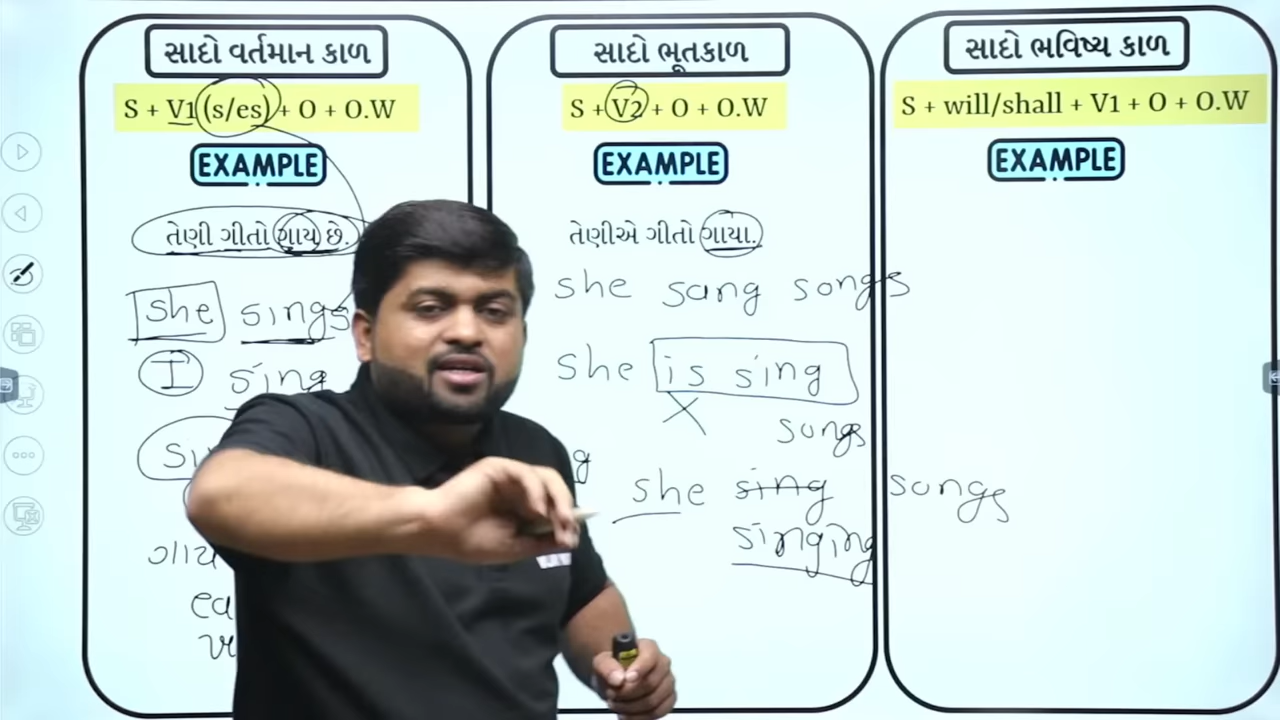 સાદો વર્તમાન કાળ
S + V1 (s/es) + O + O.W
EXAMPLE
તેણી ગીતો ગાય છે.
she sings
I sing
સાદો ભૂતકાળ
S + V2 + O + O.W
EXAMPLE
તેણીએ ગીતો ગાયા.
she sang songs
she is sing
songs
she sing songs
singing
સાદો ભવિષ્ય કાળ
S + will/shall + V1 + O + O.W
EXAMPLE